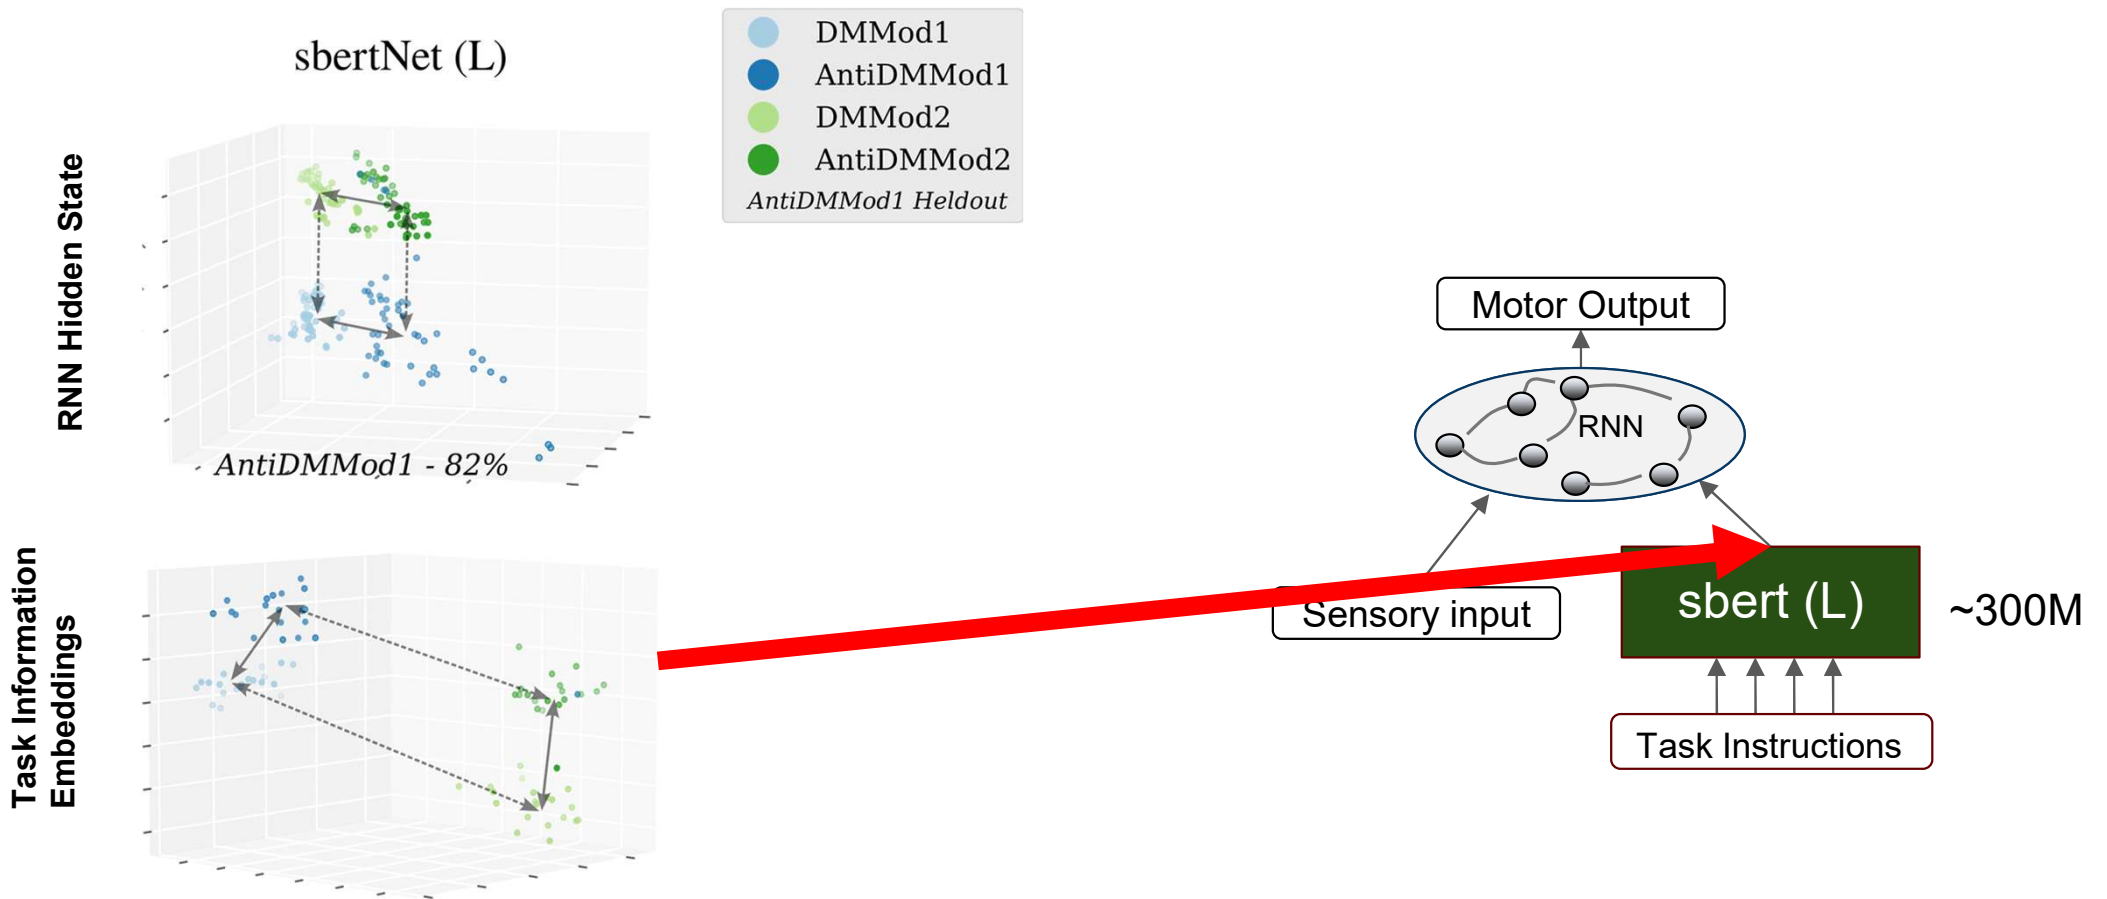 sbertNet (L)
DMMod1
AntiDMMod1
DMMod2
AntiDMMod2
AntiDMMod1 Heldout
RNN Hidden State
AntiDMMod1 - 82%
Task Information
Embeddings
Motor Output
RNN
Sensory input
sbert (L)
~300M
Task Instructions